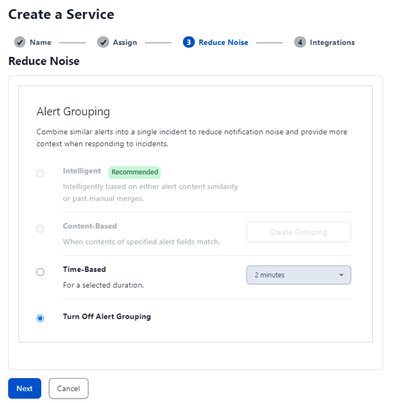 Create a Service
Name
Assign
3 Reduce Noise
4 Integrations
Reduce Noise
Alert Grouping
Combine similar alerts into a single incident to reduce notification noise and provide more
context when responding to incidents.
Intelligent Recommended
Intelligently based on either alert content similarity
or past manual merges.
Content-Based
When contents of specified alert fields match.
Create Grouping
Time-Based
For a selected duration.
2 minutes
Turn Off Alert Grouping
Next
Cancel